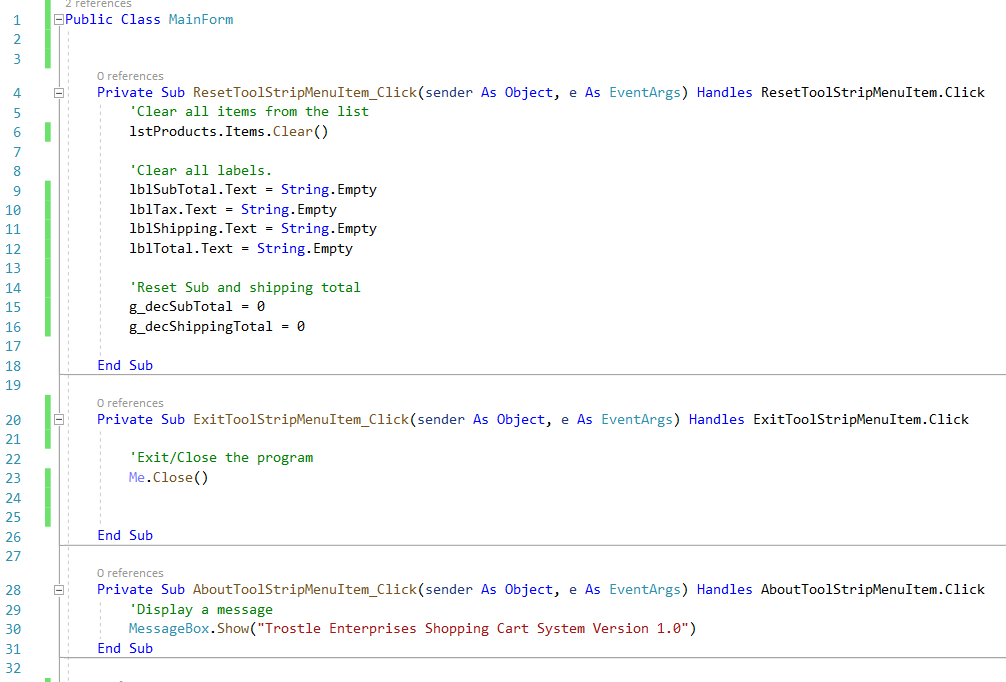 2 references
1 Public Class MainForm
2
3
0 references
4 Private Sub ResetToolStripMenuItem_Click(sender As Object, e As EventArgs) Handles ResetToolStripMenuItem.Click
5 'Clear all items from the list
6 lstProducts.Items.Clear()
7
8 'Clear all labels.
9 lblSubTotal.Text = String.Empty
10 lblTax.Text = String.Empty
11 lblShipping.Text = String.Empty
12 lblTotal.Text = String.Empty
13
14 'Reset Sub and shipping total
15 g_decSubTotal = 0
16 g_decShippingTotal = 0
17
18 End Sub
19
0 references
20 Private Sub ExitToolStripMenuItem_Click(sender As Object, e As EventArgs) Handles ExitToolStripMenuItem.Click
21
22 'Exit/Close the program
23 Me.Close()
24
25
26 End Sub
27
0 references
28 Private Sub AboutToolStripMenuItem_Click(sender As Object, e As EventArgs) Handles AboutToolStripMenuItem.Click
29 'Display a message
30 MessageBox.Show("Trostle Enterprises Shopping Cart System Version 1.0")
31 End Sub
32